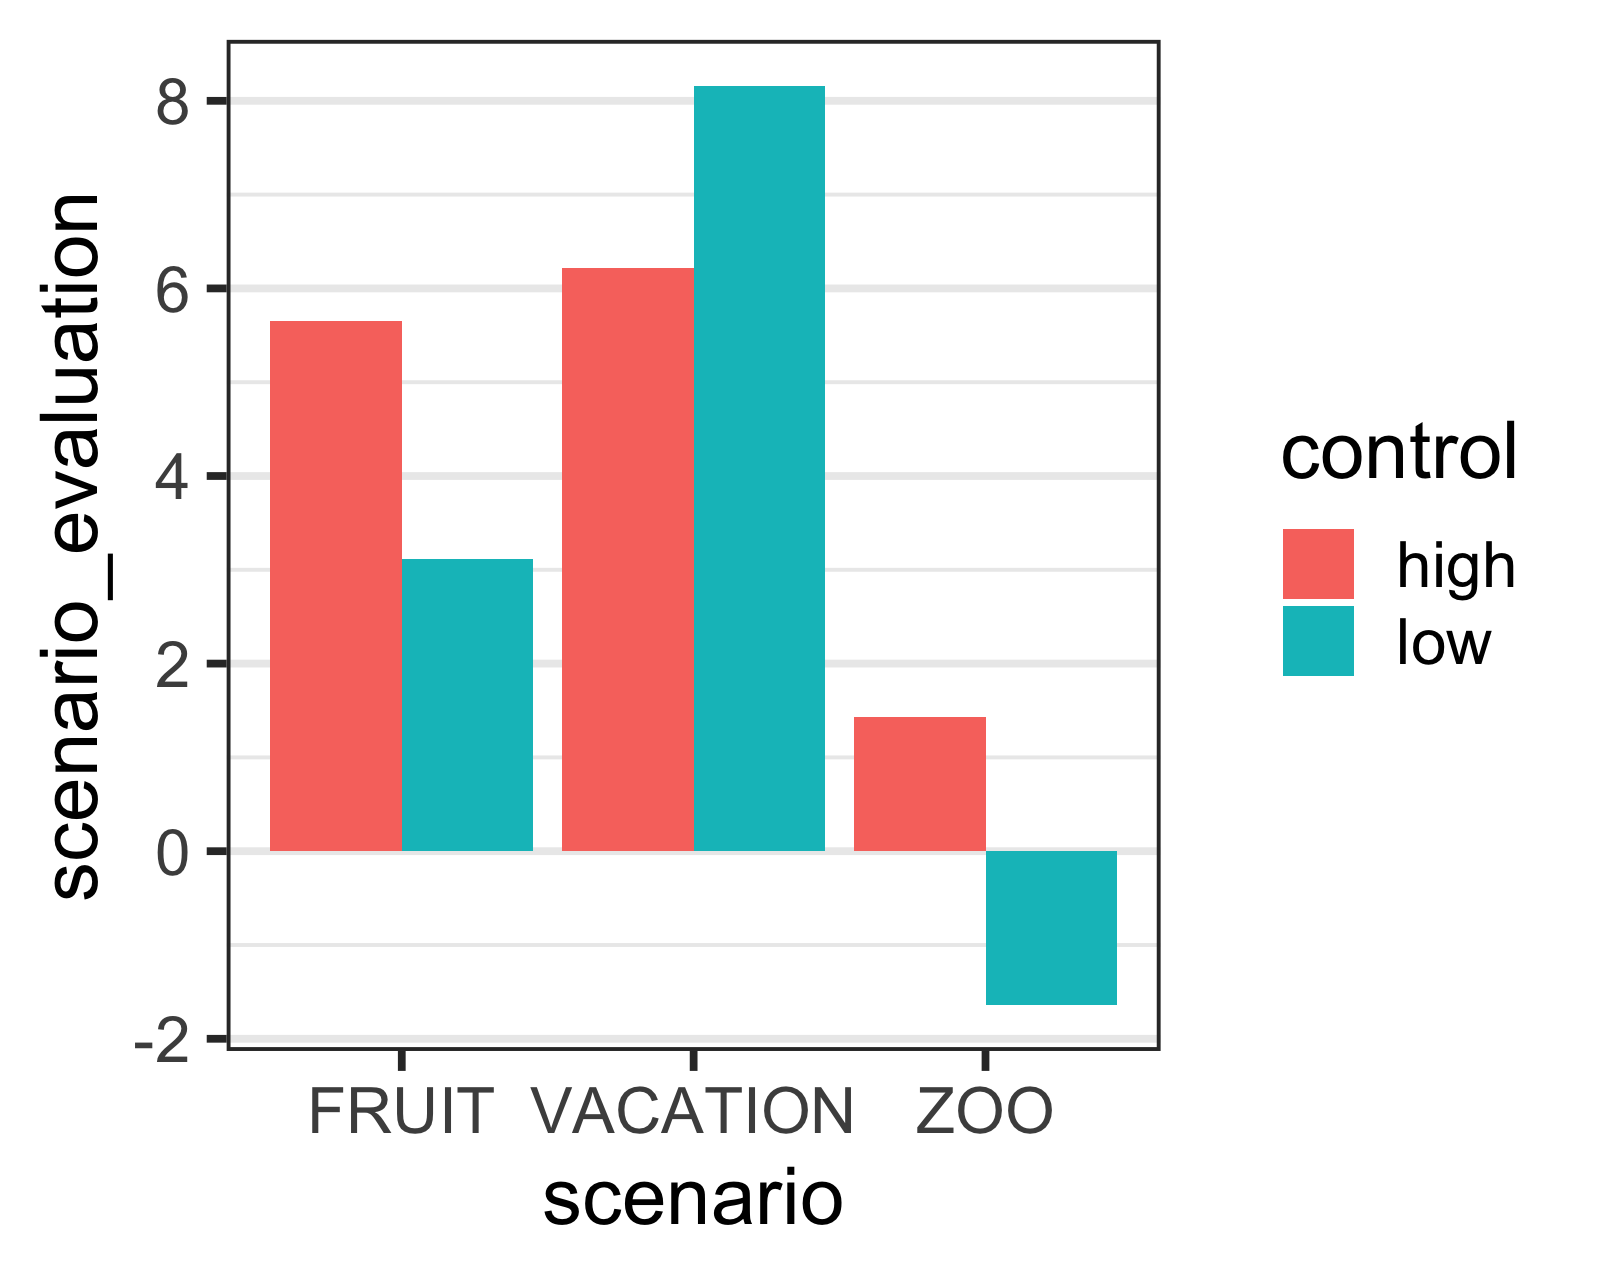 scenario_evaluation
8
6
4
2
0
-2
FRUIT VACATION ZOO
scenario
control
high
low